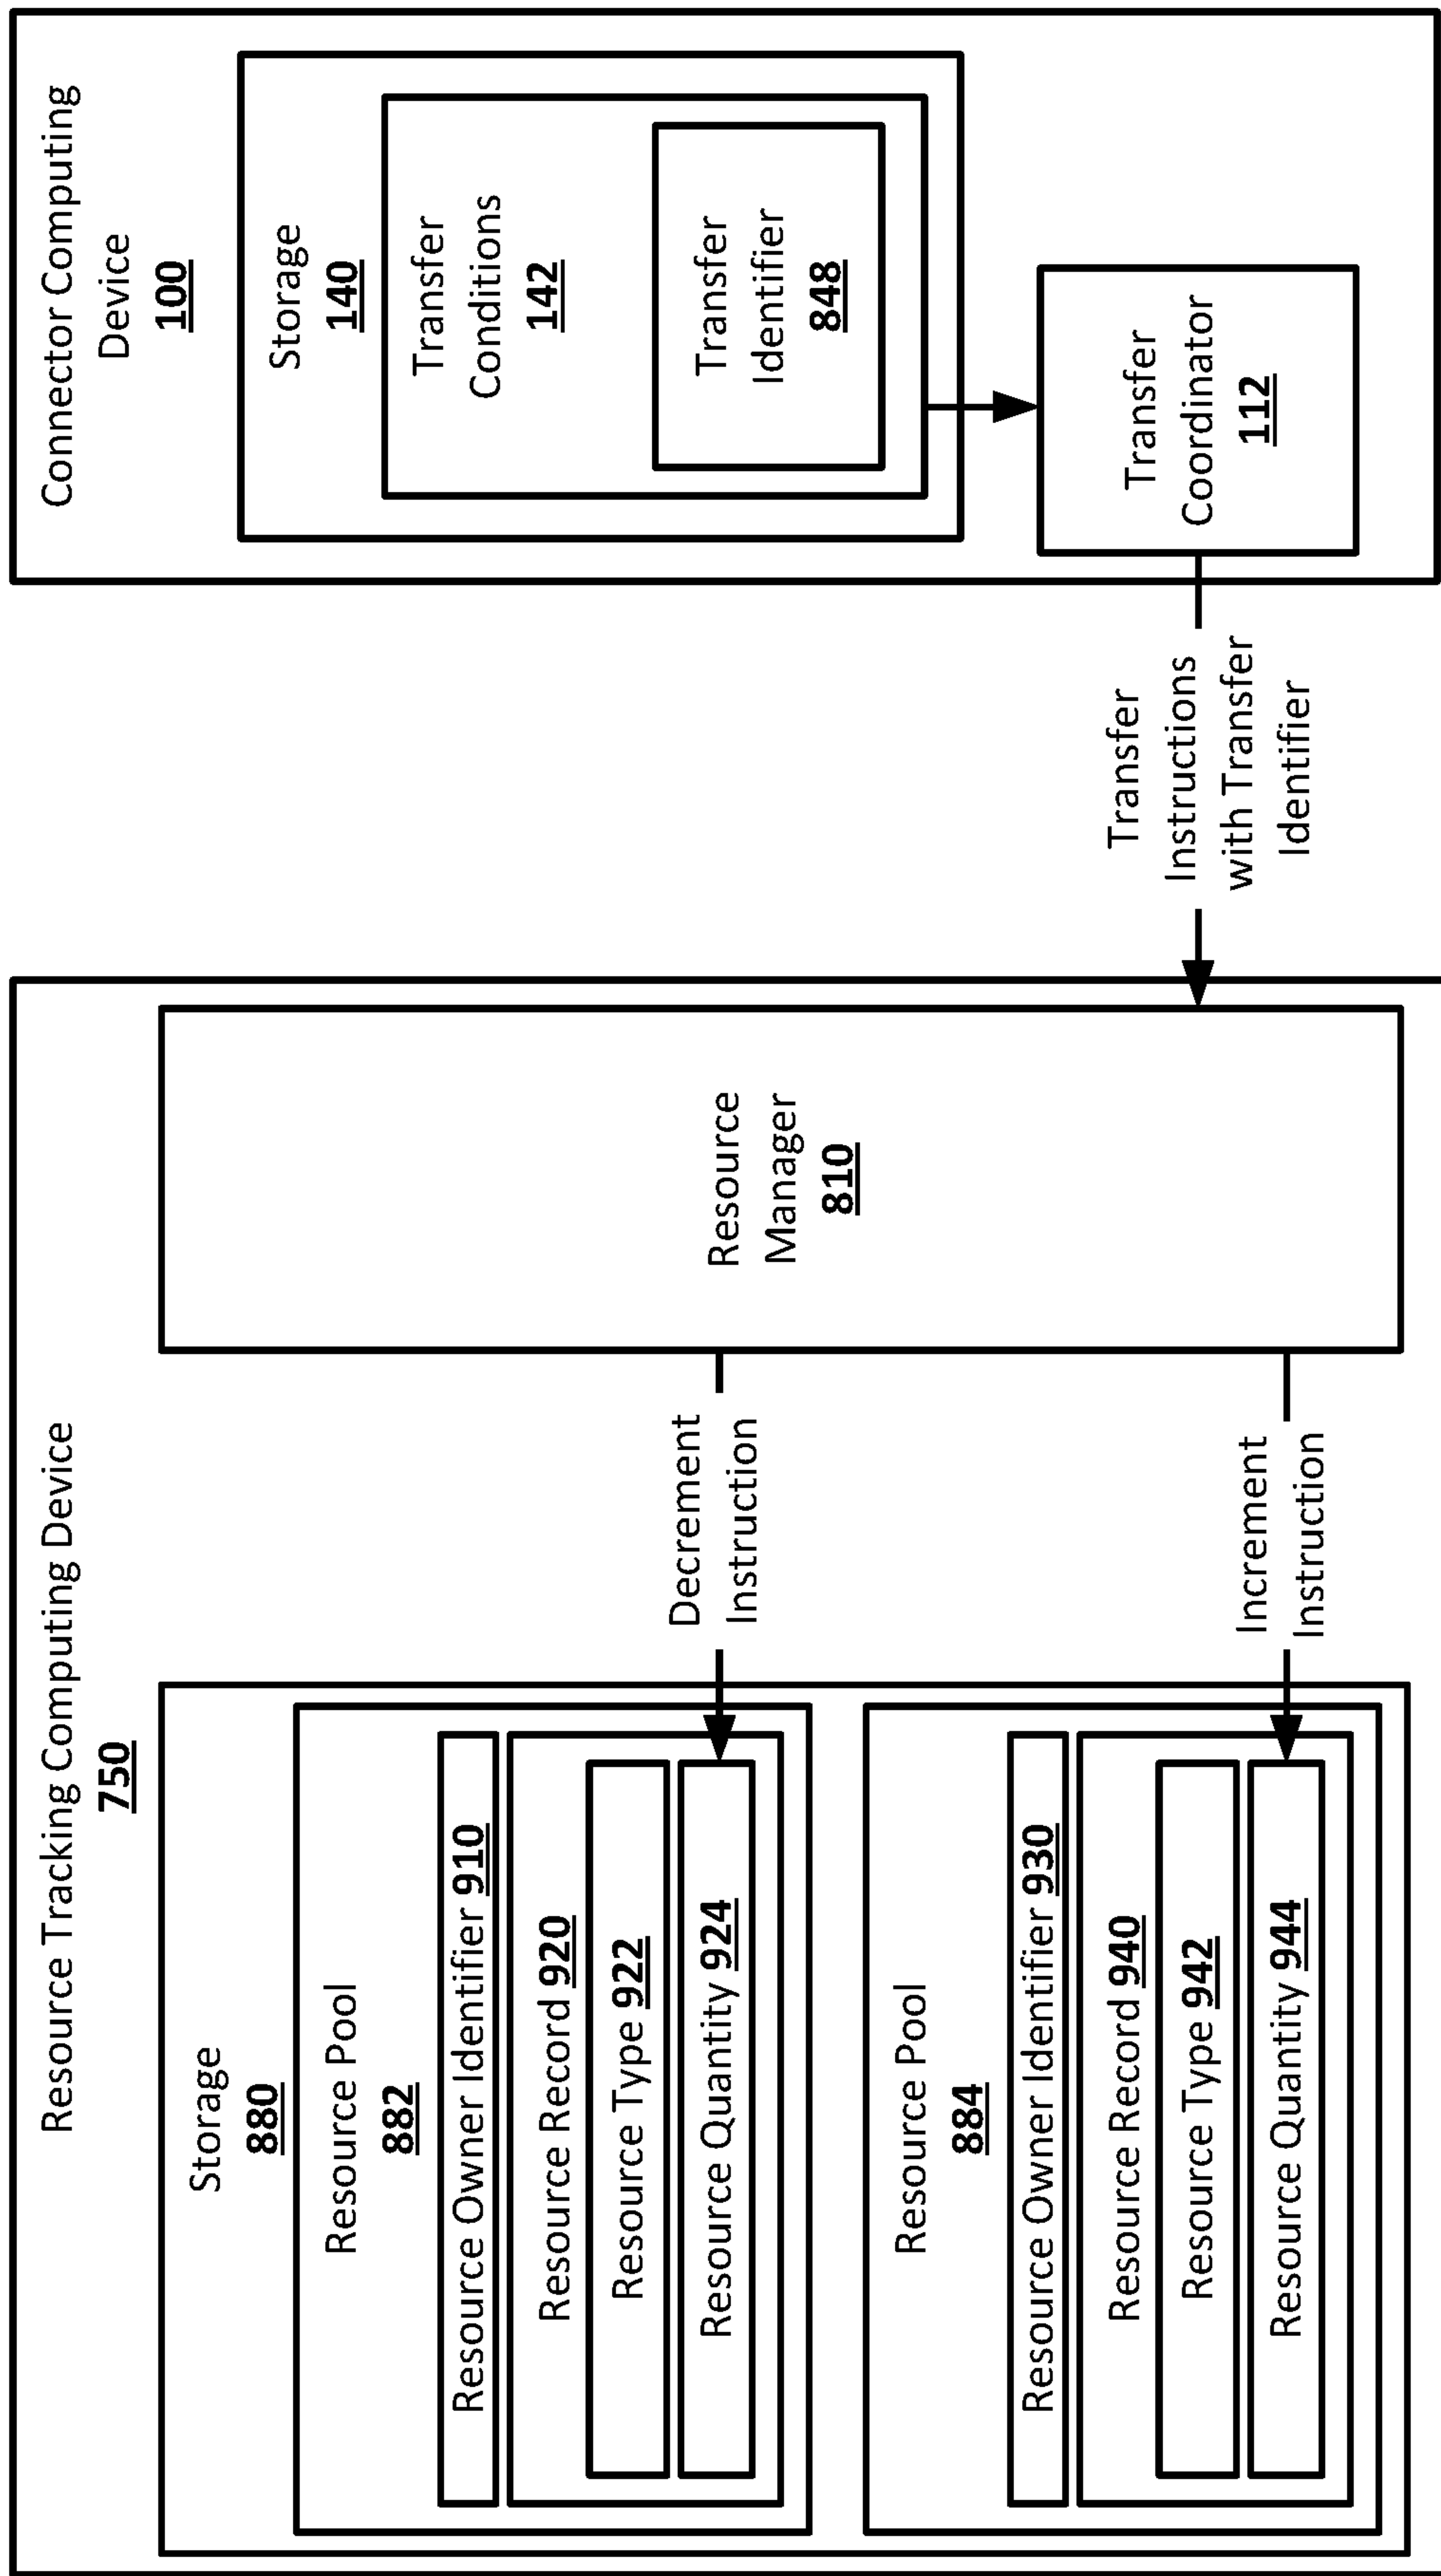 Resource Tracking Computing Device
750
Storage
880
Resource Pool
882
Resource Owner Identifier 910
Resource Record 920
Resource Type 922
Resource Quantity 924
Resource Pool
884
Resource Owner Identifier 930
Resource Record 940
Resource Type 942
Resource Quantity 944
Decrement
Instruction
Increment
Instruction
Resource
Manager
810
Transfer
Instructions
with Transfer
Identifier
Connector Computing
Device
100
Storage
140
Transfer
Conditions
142
Transfer
Identifier
848
Transfer
Coordinator
112